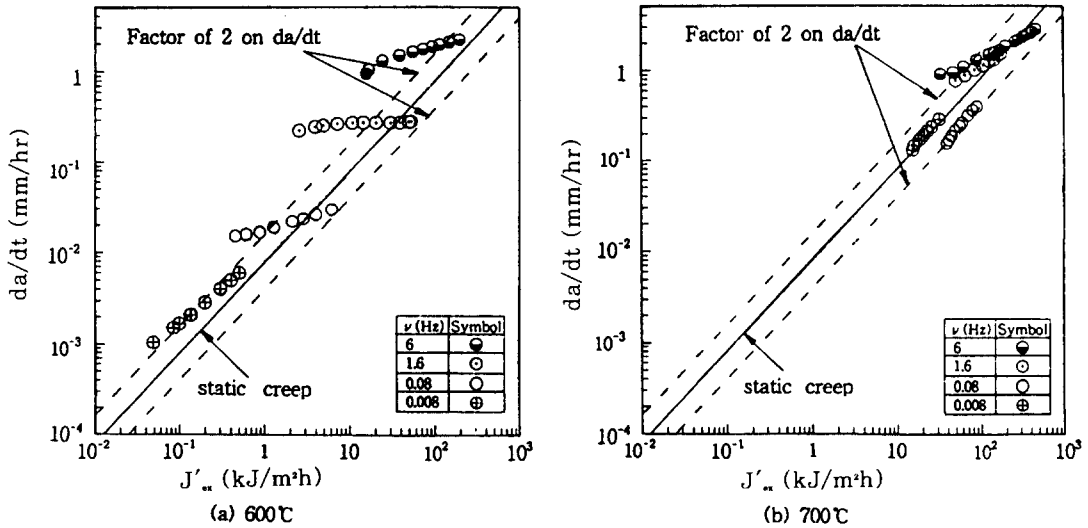 Factor of 2 on da/dt
1
10⁻¹
10⁻²
10⁻³
10⁻⁴
da/dt (mm/hr)
static creep
ν (Hz) Symbol
6
1.6
0.08
0.008
10⁻² 10⁻¹ 1 10 10² 10³
J'ₑₓ (kJ/m²h)
(a) 600℃
Factor of 2 on da/dt
1
10⁻¹
10⁻²
10⁻³
10⁻⁴
da/dt (mm/hr)
static creep
ν (Hz) Symbol
6
1.6
0.08
0.008
10⁻² 10⁻¹ 1 10 10² 10³
J'ₑₓ (kJ/m²h)
(b) 700℃